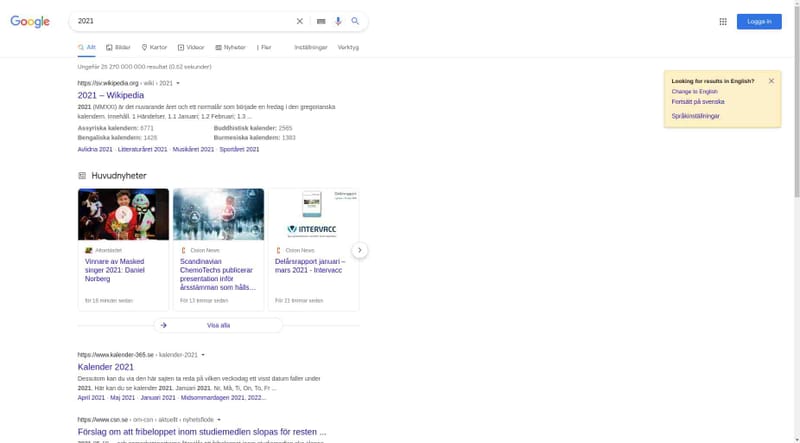 Google
2021
Logga in
Allt
Bilder
Kartor
Videor
Nyheter
Fler
Inställningar
Verktyg
Ungefär 25 270 000 000 resultat (0,62 sekunder)
https://sv.wikipedia.org › wiki › 2021
2021 – Wikipedia
2021 (MMXXI) är det nuvarande året och ett normalår som började en fredag i den gregorianska
kalendern. Innehåll. 1 Händelser. 1.1 Januari; 1.2 Februari; 1.3 ...
Assyriska kalendern: 6771
Buddhistisk kalender: 2565
Bengaliska kalendern: 1428
Burmesiska kalendern: 1383
Avlidna 2021 · Litteraturåret 2021 · Musikåret 2021 · Sportåret 2021
Looking for results in English?
Change to English
Fortsätt på svenska
Språkinställningar
Huvudnyheter
Aftonbladet
Vinnare av Masked
singer 2021: Daniel
Norberg
för 16 minuter sedan
Cision News
Scandinavian
ChemoTechs publicerar
presentation inför
årsstämman som hölls...
För 13 timmar sedan
INTERVACC
Cision News
Delårsrapport januari –
mars 2021 - Intervacc
För 21 timmar sedan
Visa alla
https://www.kalender-365.se › kalender-2021
Kalender 2021
Dessutom kan du via den här sajten ta reda på vilken veckodag ett visst datum faller under
2021. Här kan du se kalender 2021. Januari 2021. Nr, Må, Ti, On, To, Fr ...
April 2021 · Maj 2021 · Januari 2021 · Midsommardagen 2021, 2022...
https://www.csn.se › om-csn › aktuellt › nyhetsflode
Förslag om att fribeloppet inom studiemedlen slopas för resten ...